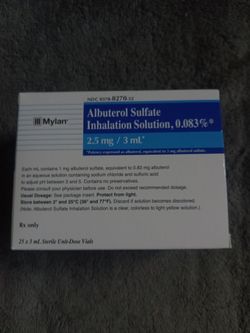 NDC 0378-8270-52
Mylan®
Albuterol Sulfate
Inhalation Solution, 0.083%*
2.5 mg / 3 mL*
*Potency expressed as albuterol, equivalent to 3 mg albuterol sulfate.
Each mL contains 1 mg albuterol sulfate, equivalent to 0.83 mg albuterol
in an aqueous solution containing sodium chloride and sulfuric acid
to adjust pH between 3 and 5. Contains no preservatives.
Please consult your physician before use. Do not exceed recommended dosage.
Usual Dosage: See package insert. Protect from light.
Store between 2° and 25°C (36° and 77°F). Discard if solution becomes discolored.
(Note: Albuterol Sulfate Inhalation Solution is a clear, colorless to light yellow solution.)
Rx only
25 x 3 mL Sterile Unit-Dose Vials